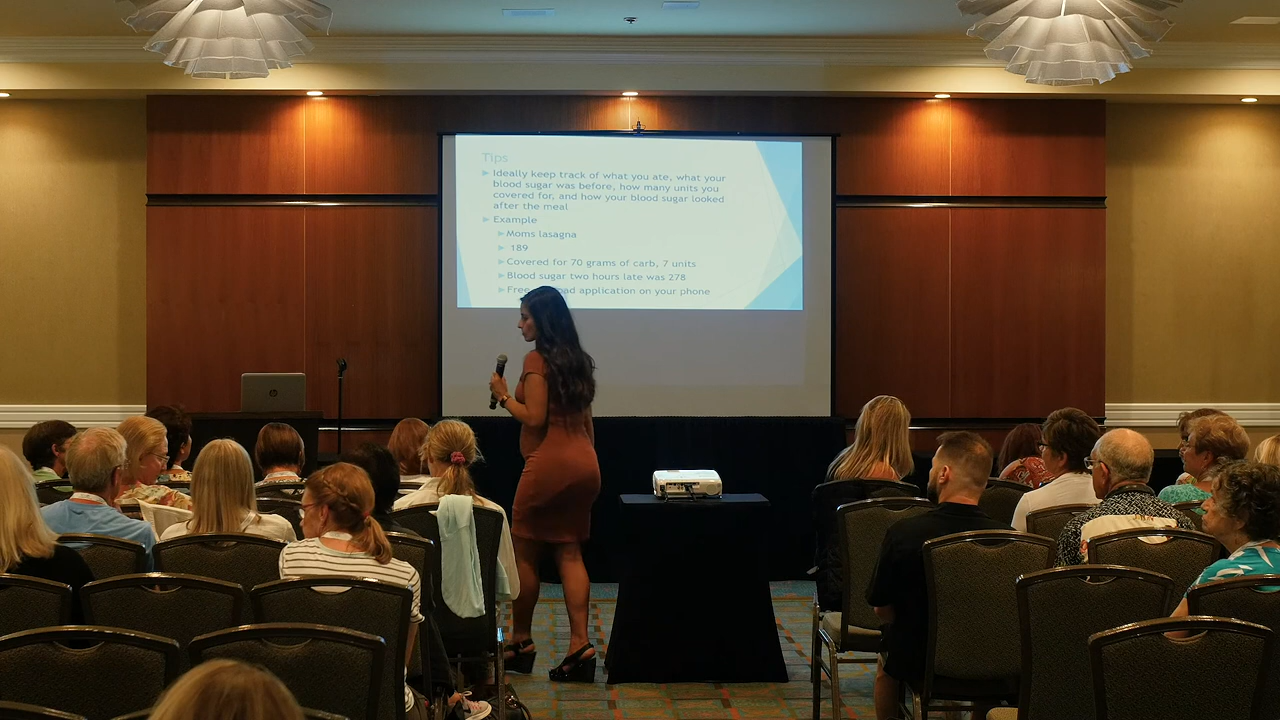 Tips
Ideally keep track of what you ate, what your
blood sugar was before, how many units you
covered for, and how your blood sugar looked
after the meal
Example
Moms lasagna
189
Covered for 70 grams of carb, 7 units
Blood sugar two hours late was 278
Free application on your phone
hp